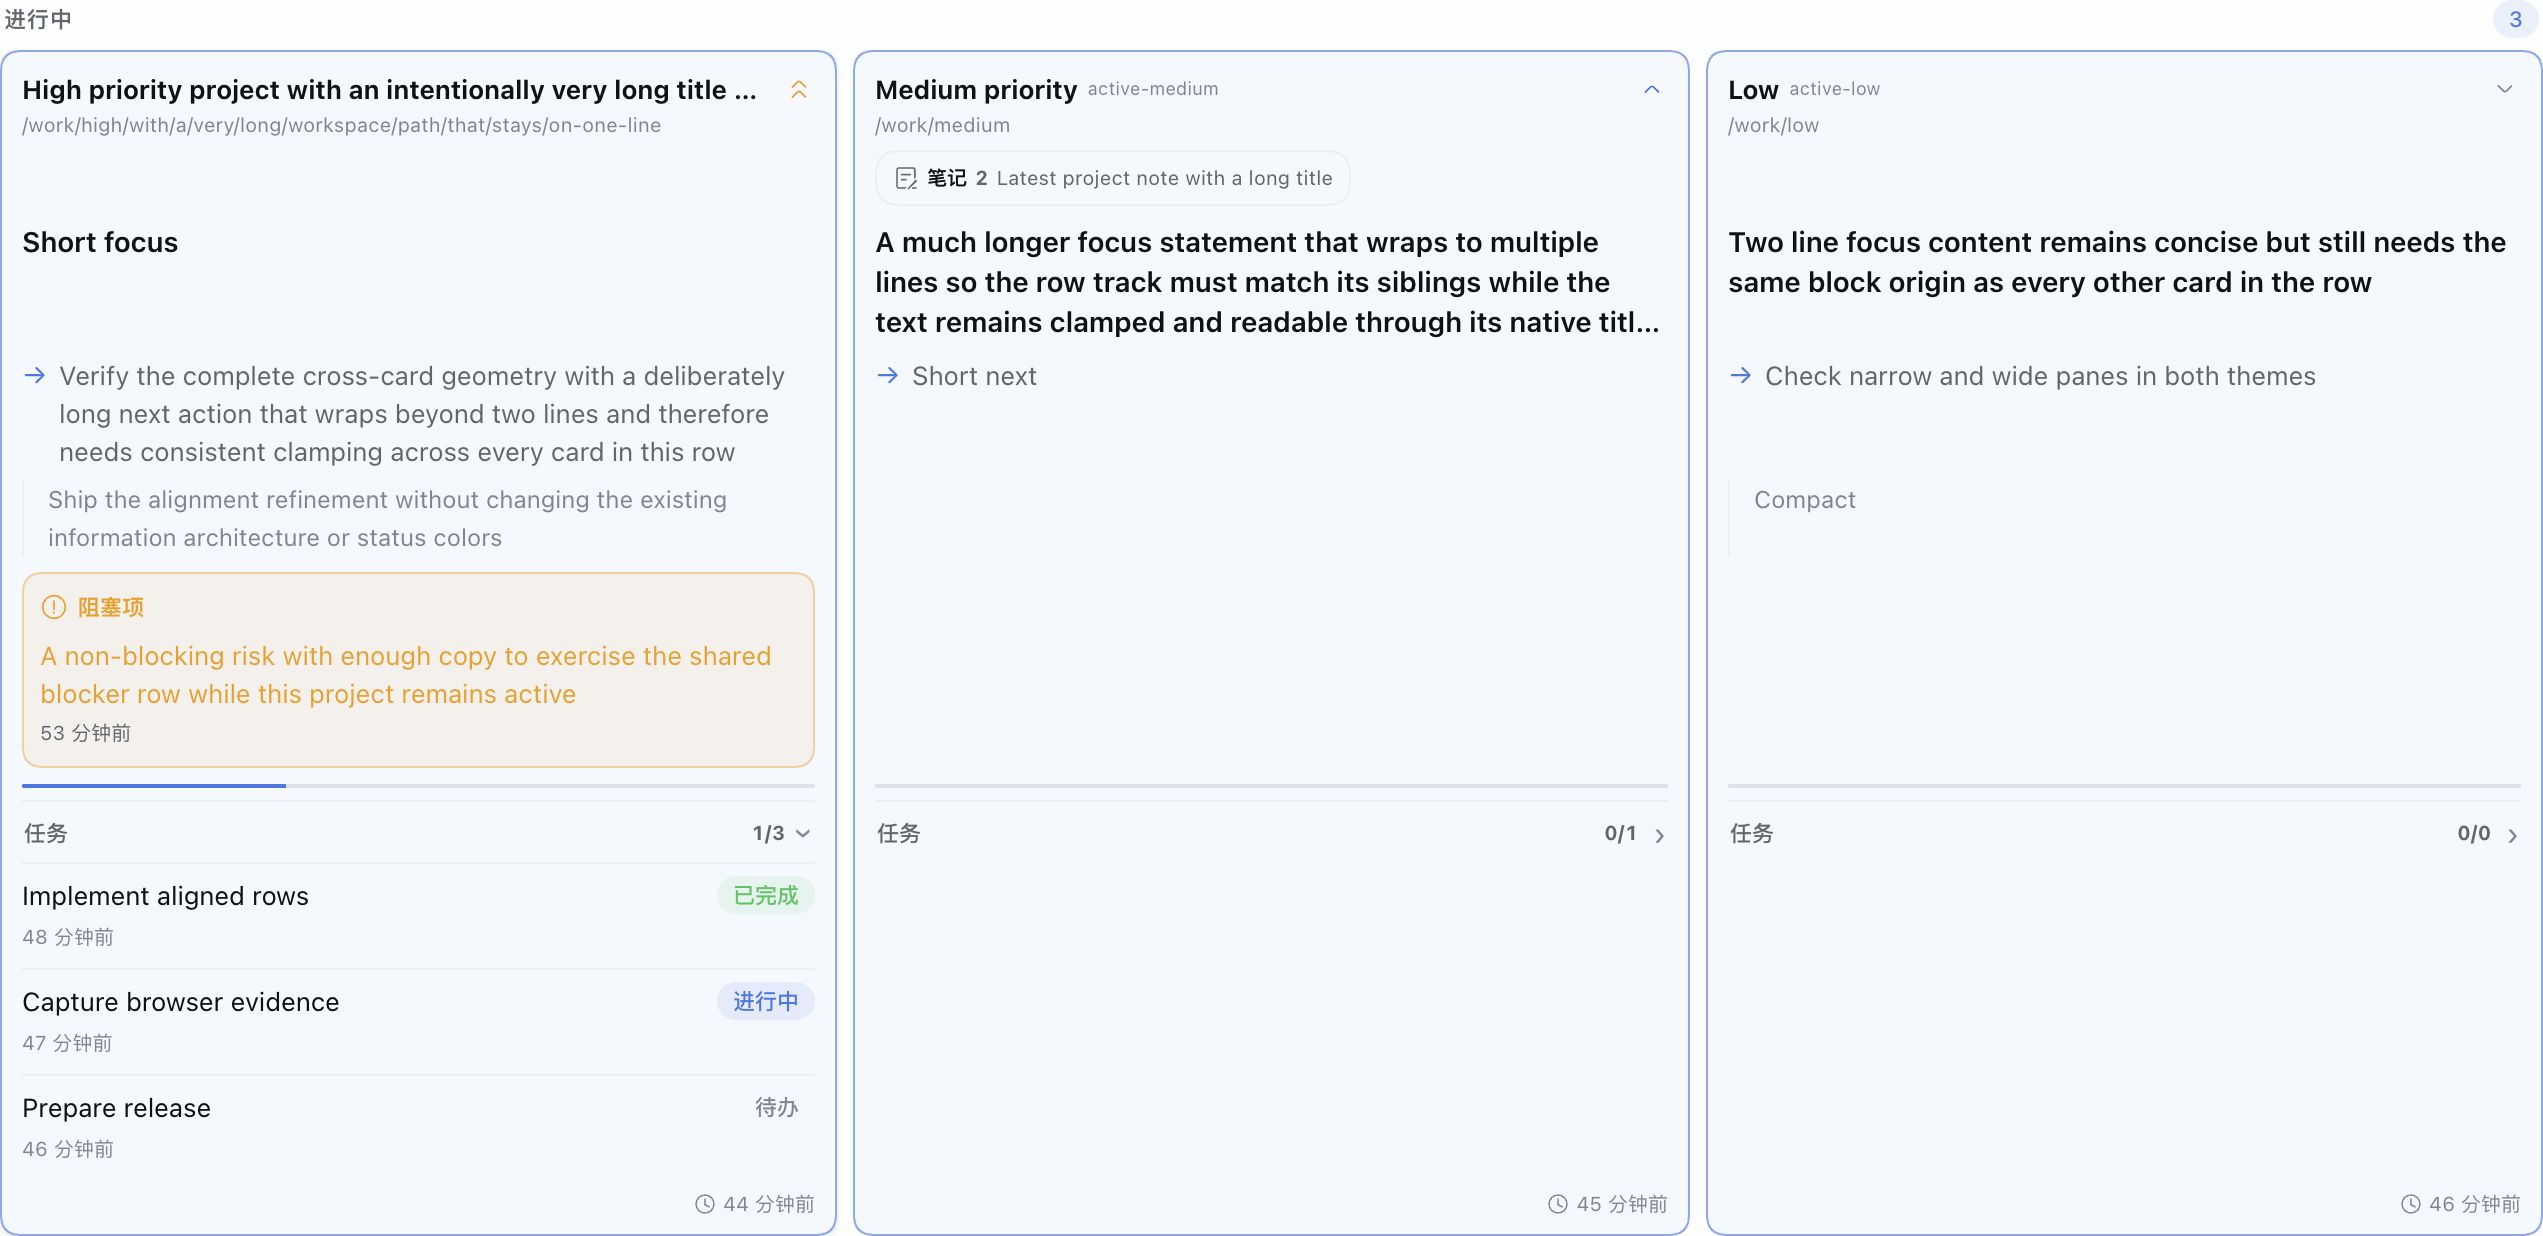 进行中
3
High priority project with an intentionally very long title ...
/work/high/with/a/very/long/workspace/path/that/stays/on-one-line
Short focus
Verify the complete cross-card geometry with a deliberately
long next action that wraps beyond two lines and therefore
needs consistent clamping across every card in this row
Ship the alignment refinement without changing the existing
information architecture or status colors
阻塞项
A non-blocking risk with enough copy to exercise the shared
blocker row while this project remains active
53 分钟前
任务 1/3
Implement aligned rows 已完成
48 分钟前
Capture browser evidence 进行中
47 分钟前
Prepare release 待办
46 分钟前
44 分钟前
Medium priority active-medium
/work/medium
笔记 2 Latest project note with a long title
A much longer focus statement that wraps to multiple
lines so the row track must match its siblings while the
text remains clamped and readable through its native titl...
Short next
任务 0/1
45 分钟前
Low active-low
/work/low
Two line focus content remains concise but still needs the
same block origin as every other card in the row
Check narrow and wide panes in both themes
Compact
任务 0/0
46 分钟前